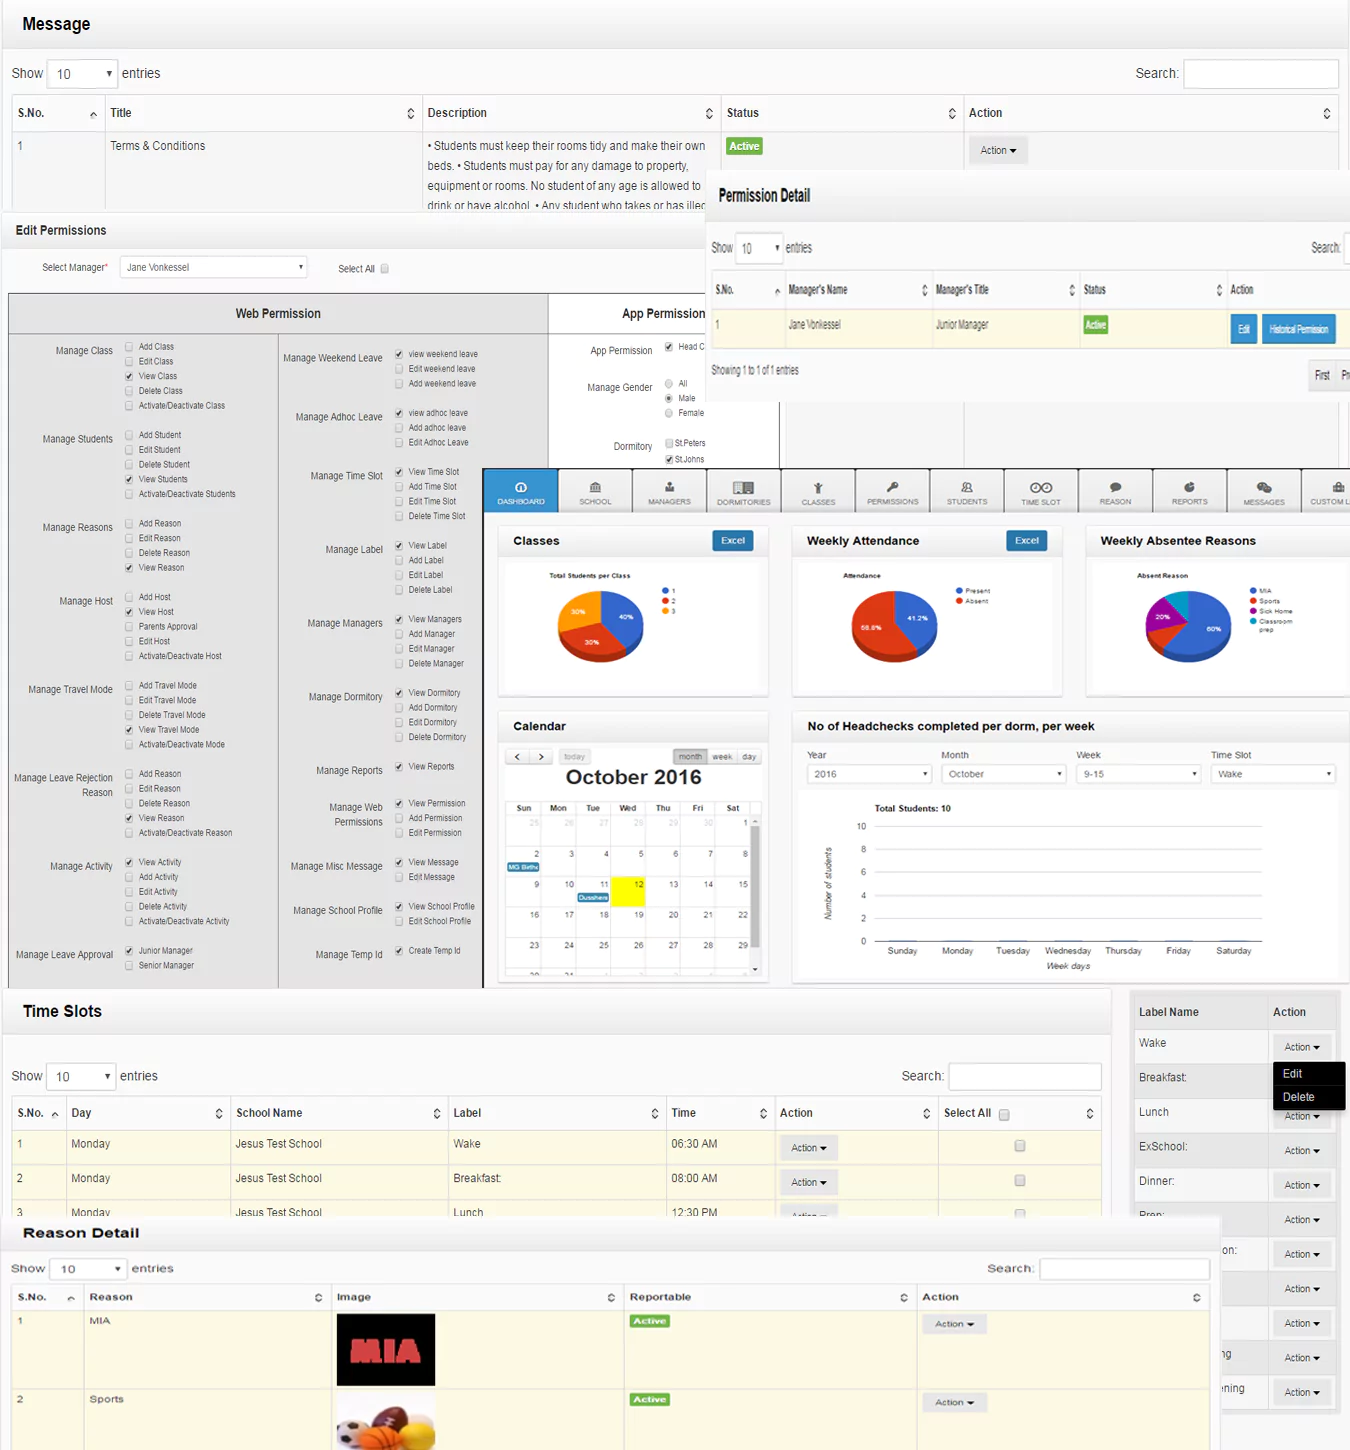 Message
Show 10 entries Search:
S.No. Title Description Status Action
1 Terms & Conditions • Students must keep their rooms tidy and make their own Active Action
beds. • Students must pay for any damage to property,
equipment or rooms. No student of any age is allowed to
drink or have alcohol. • Any student who takes or has
Permission Detail
Show 10 entries Search:
S.No. Manager's Name Manager's Title Status Action
1 Jane Vonkessel Junior Manager Active Edit Historical Permission
Showing 1 to 1 of 1 entries First
Edit Permissions
Select Manager* Jane Vonkessel Select All
Web Permission
Manage Class
Add Class
Edit Class
View Class
Delete Class
Activate/Deactivate Class
Manage Students
Add Student
Edit Student
Delete Student
View Students
Activate/Deactivate Students
Manage Reasons
Add Reason
Edit Reason
Delete Reason
View Reason
Manage Host
Add Host
View Host
Parents Approval
Edit Host
Activate/Deactivate Host
Manage Travel Mode
Add Travel Mode
Edit Travel Mode
Delete Travel Mode
View Travel Mode
Activate/Deactivate Mode
Manage Leave Rejection
Reason
Add Reason
Edit Reason
Delete Reason
View Reason
Activate/Deactivate Reason
Manage Activity
View Activity
Add Activity
Edit Activity
Delete Activity
Activate/Deactivate Activity
Manage Leave Approval
Junior Manager
Senior Manager
Manage Weekend Leave
view weekend leave
Edit weekend leave
Add weekend leave
Manage Adhoc Leave
view adhoc leave
Add adhoc leave
Edit Adhoc Leave
Manage Time Slot
View Time Slot
Add Time Slot
Edit Time Slot
Delete Time Slot
Manage Label
View Label
Add Label
Edit Label
Delete Label
Manage Managers
View Managers
Add Manager
Edit Manager
Delete Manager
Manage Dormitory
View Dormitory
Add Dormitory
Edit Dormitory
Delete Dormitory
Manage Reports
View Reports
Manage Web
Permissions
View Permission
Add Permission
Edit Permission
Manage Misc Message
View Message
Edit Message
Manage School Profile
View School Profile
Edit School Profile
Manage Temp Id
Create Temp Id
App Permission
App Permission Head C
Manage Gender
All
Male
Female
Dormitory
St.Peters
St.Johns
DASHBOARD SCHOOL MANAGERS DORMITORIES CLASSES PERMISSIONS STUDENTS TIME SLOT REASON REPORTS MESSAGES CUSTOM L
Classes Excel
Total Students per Class
1
2
3
30%
40%
30%
Weekly Attendance Excel
Attendance
Present
Absent
58.8%
41.2%
Weekly Absentee Reasons
Absent Reason
MIA
Sports
Sick Home
Classroom
prep
20%
60%
Calendar
today month week day
October 2016
Sun Mon Tue Wed Thu Fri Sat
25 26 27 28 29 30 1
2 3 4 5 6 7 8
MG Birth
9 10 11 12 13 14 15
Dusshera
16 17 18 19 20 21 22
23 24 25 26 27 28 29
30 31
No of Headchecks completed per dorm, per week
Year Month Week Time Slot
2016 October 9-15 Wake
Total Students: 10
Number of students
10
8
6
4
2
0
Sunday Monday Tuesday Wednesday Thursday Friday Saturday
Week days
Time Slots
Show 10 entries Search:
S.No. Day School Name Label Time Action Select All
1 Monday Jesus Test School Wake 06:30 AM Action
2 Monday Jesus Test School Breakfast: 08:00 AM Action
3 Monday Jesus Test School Lunch 12:30 PM Action
Label Name Action
Wake Action
Edit
Delete
Breakfast:
Lunch Action
ExSchool: Action
Dinner: Action
Prep: Action
on: Action
Action
Action
ng Action
ening Action
Reason Detail
Show 10 entries Search:
S.No. Reason Image Reportable Action
1 MIA MIA Active Action
2 Sports Active Action